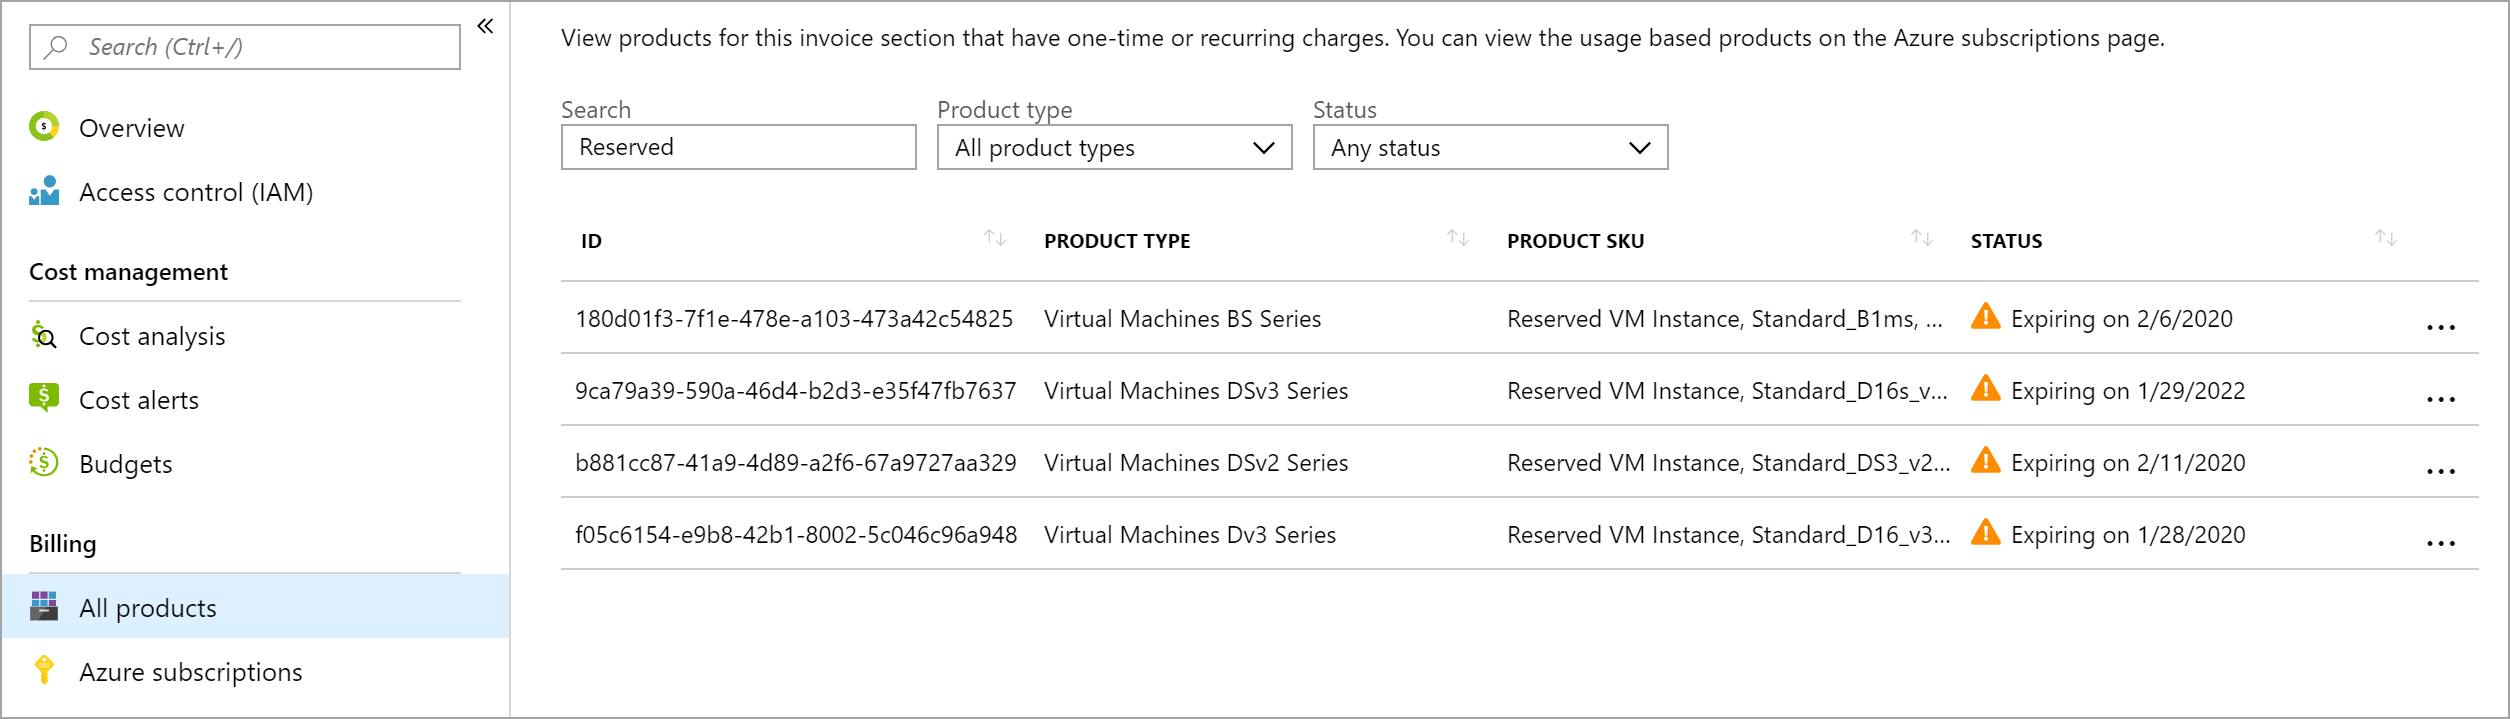 Search (Ctrl+/)
Overview
Access control (IAM)
Cost management
Cost analysis
Cost alerts
Budgets
Billing
All products
Azure subscriptions
View products for this invoice section that have one-time or recurring charges. You can view the usage based products on the Azure subscriptions page.
Search Product type Status
Reserved All product types Any status
ID PRODUCT TYPE PRODUCT SKU STATUS
180d01f3-7f1e-478e-a103-473a42c54825 Virtual Machines BS Series Reserved VM Instance, Standard_B1ms, ... Expiring on 2/6/2020 ...
9ca79a39-590a-46d4-b2d3-e35f47fb7637 Virtual Machines DSv3 Series Reserved VM Instance, Standard_D16s_v... Expiring on 1/29/2022 ...
b881cc87-41a9-4d89-a2f6-67a9727aa329 Virtual Machines DSv2 Series Reserved VM Instance, Standard_DS3_v2... Expiring on 2/11/2020 ...
f05c6154-e9b8-42b1-8002-5c046c96a948 Virtual Machines Dv3 Series Reserved VM Instance, Standard_D16_v3... Expiring on 1/28/2020 ...